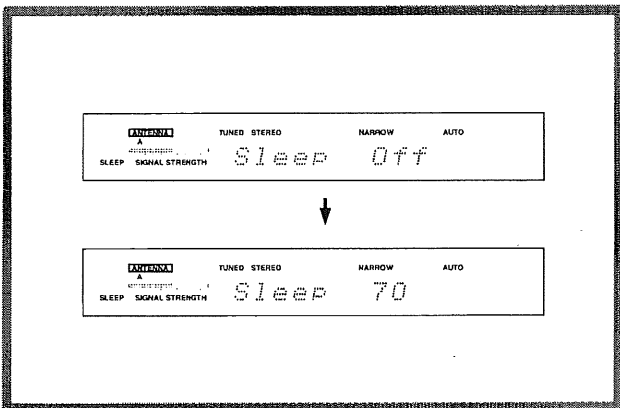 ANTENNA TUNED STEREO NARROW AUTO
A
SLEEP SIGNAL STRENGTH Sleep Off
ANTENNA TUNED STEREO NARROW AUTO
A
SLEEP SIGNAL STRENGTH Sleep 70